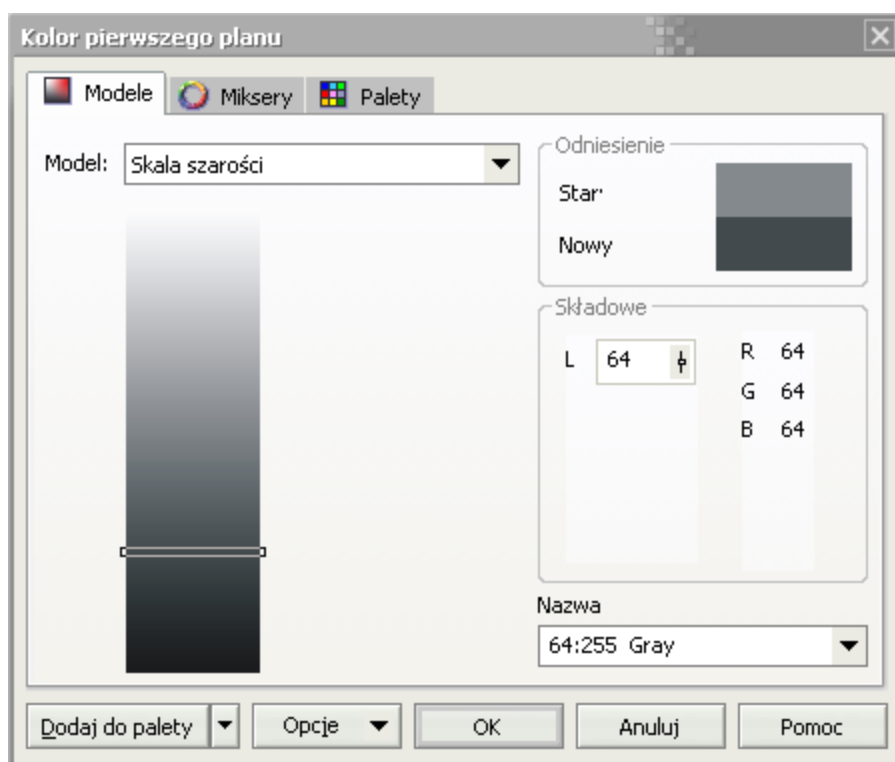 Kolor pierwszego planu
Modele Miksery Palety
Model: Skala szarości
Odniesienie
Star
Nowy
Składowe
L 64
R 64
G 64
B 64
Nazwa
64:255 Gray
Dodaj do palety Opcje OK Anuluj Pomoc